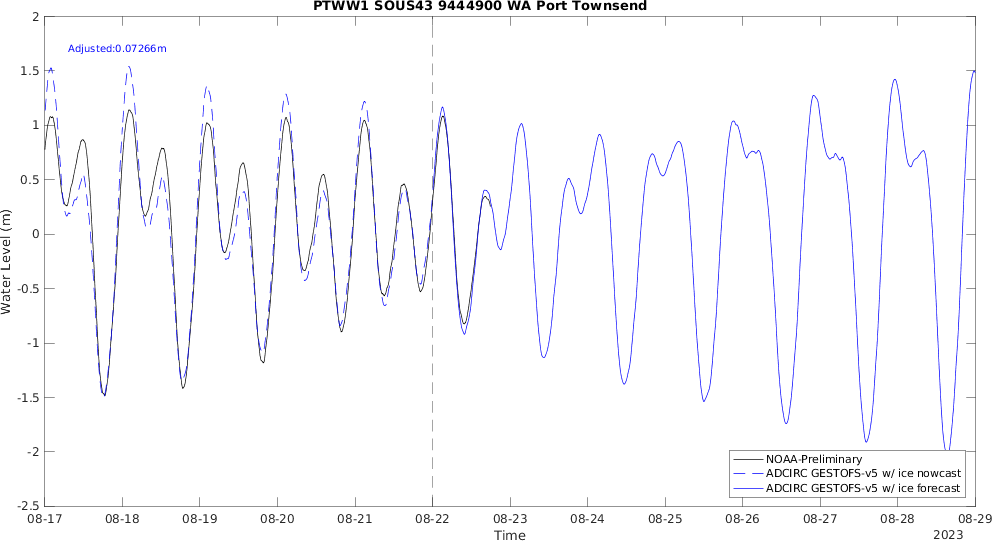 PTWW1 SOUS43 9444900 WA Port Townsend
Adjusted:0.07266m
Water Level (m)
2
1.5
1
0.5
0
-0.5
-1
-1.5
-2
-2.5
NOAA-Preliminary
ADCIRC GESTOFS-v5 w/ ice nowcast
ADCIRC GESTOFS-v5 w/ ice forecast
08-17 08-18 08-19 08-20 08-21 08-22 08-23 08-24 08-25 08-26 08-27 08-28 08-29
Time
2023